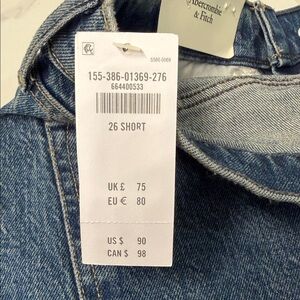 Abercrombie
& Fitch
155-386-01369-276
664400533
26 SHORT
UK £ 75
EU € 80
US $ 90
CAN $ 98